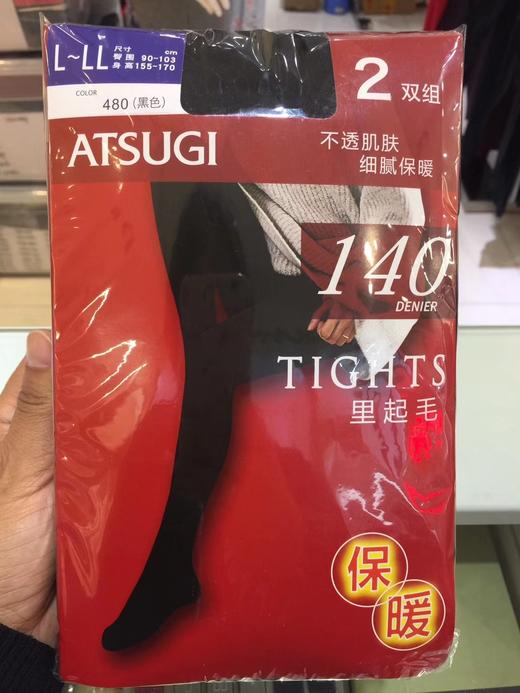 L~LL
尺寸 cm
臀围 90~103
身高 155~170
COLOR
480 (黑色)
2 双组
ATSUGI
不透肌肤
细腻保暖
140
DENIER
TIGHTS
里起毛
保
暖